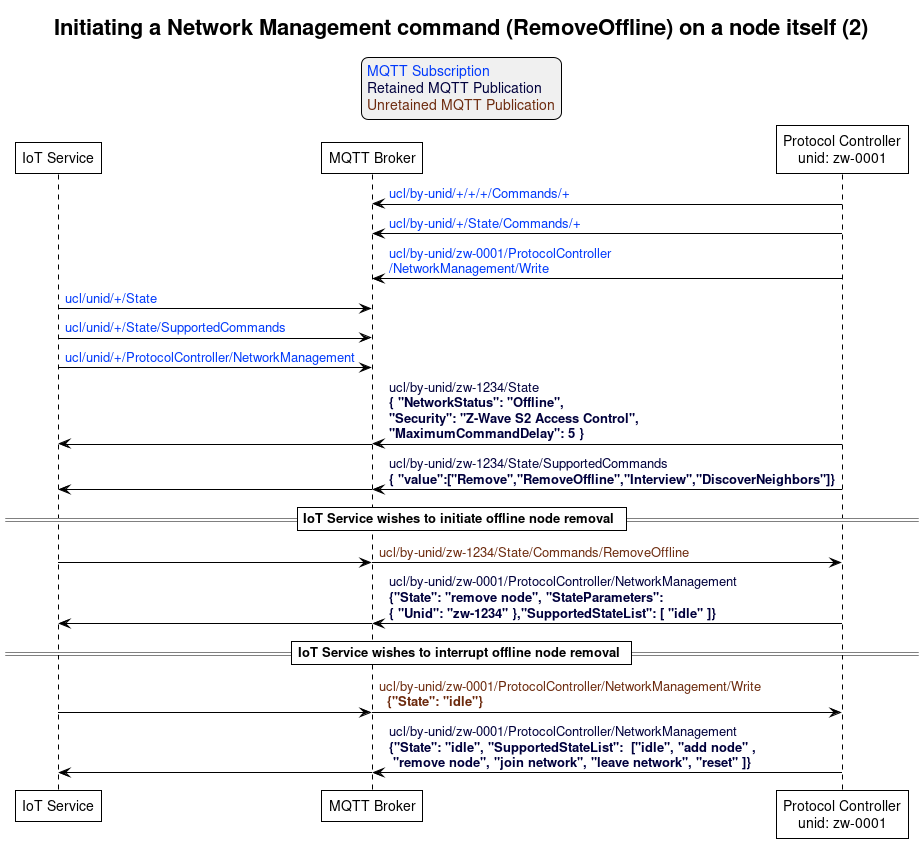 Initiating a Network Management command (RemoveOffline) on a node itself (2)
MQTT Subscription
Retained MQTT Publication
Unretained MQTT Publication
IoT Service
MQTT Broker
Protocol Controller
unid: zw-0001
ucl/by-unid/+/+/+/Commands/+
ucl/by-unid/+/State/Commands/+
ucl/by-unid/zw-0001/ProtocolController
/NetworkManagement/Write
ucl/unid/+/State
ucl/unid/+/State/SupportedCommands
ucl/unid/+/ProtocolController/NetworkManagement
ucl/by-unid/zw-1234/State
{ "NetworkStatus": "Offline",
"Security": "Z-Wave S2 Access Control",
"MaximumCommandDelay": 5 }
ucl/by-unid/zw-1234/State/SupportedCommands
{ "value":["Remove","RemoveOffline","Interview","DiscoverNeighbors"]}
IoT Service wishes to initiate offline node removal
ucl/by-unid/zw-1234/State/Commands/RemoveOffline
ucl/by-unid/zw-0001/ProtocolController/NetworkManagement
{"State": "remove node", "StateParameters":
{ "Unid": "zw-1234" },"SupportedStateList": [ "idle" ]}
IoT Service wishes to interrupt offline node removal
ucl/by-unid/zw-0001/ProtocolController/NetworkManagement/Write
{"State": "idle"}
ucl/by-unid/zw-0001/ProtocolController/NetworkManagement
{"State": "idle", "SupportedStateList":  ["idle", "add node" ,
"remove node", "join network", "leave network", "reset" ]}
IoT Service
MQTT Broker
Protocol Controller
unid: zw-0001